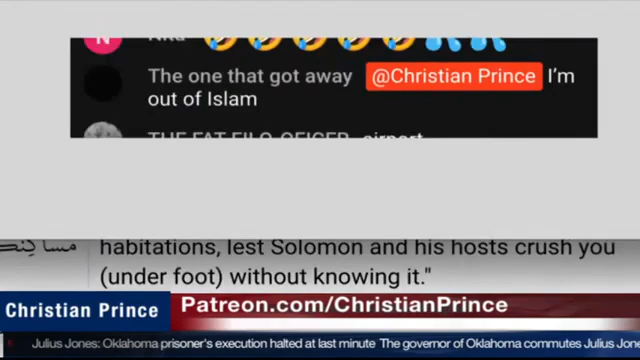 The one that got away @Christian Prince I'm
out of Islam
airport
habitations, lest Solomon and his hosts crush you
(under foot) without knowing it."
Christian Prince
Patreon.com/ChristianPrince
Julius Jones: Oklahoma prisoner's execution halted at last minute The governor of Oklahoma commutes Julius Jone